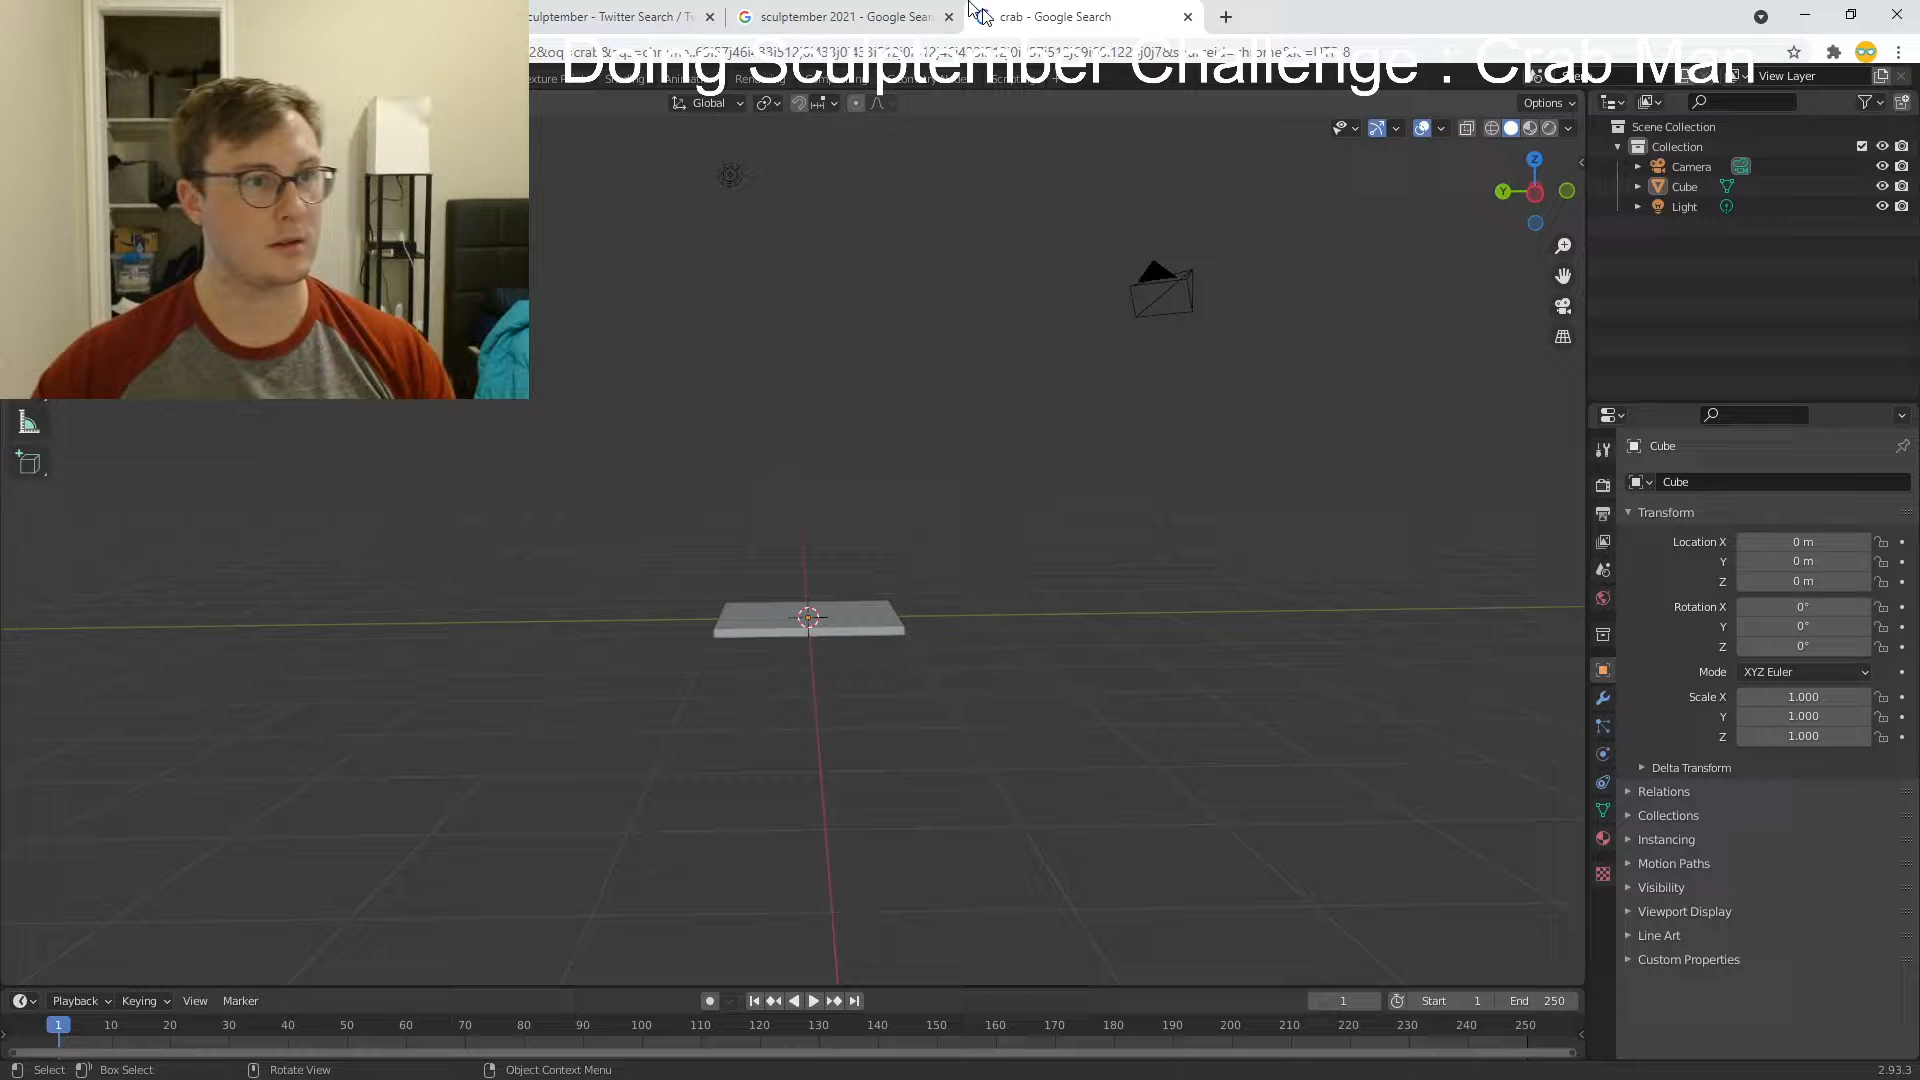 culptember - Twitter Search / Tw
sculptember 2021 - Google Sear
crab - Google Search
Doing Sculptember Challenge : Crab Man
View Layer
Global
Options
Scene Collection
Collection
Camera
Cube
Light
Cube
Cube
Transform
Location X 0 m
Y 0 m
Z 0 m
Rotation X 0°
Y 0°
Z 0°
Mode XYZ Euler
Scale X 1.000
Y 1.000
Z 1.000
Delta Transform
Relations
Collections
Instancing
Motion Paths
Visibility
Viewport Display
Line Art
Custom Properties
Playback Keying View Marker
1 Start 1 End 250
1 10 20 30 40 50 60 70 80 90 100 110 120 130 140 150 160 170 180 190 200 210 220 230 240 250
Select Box Select Rotate View Object Context Menu 2.93.3